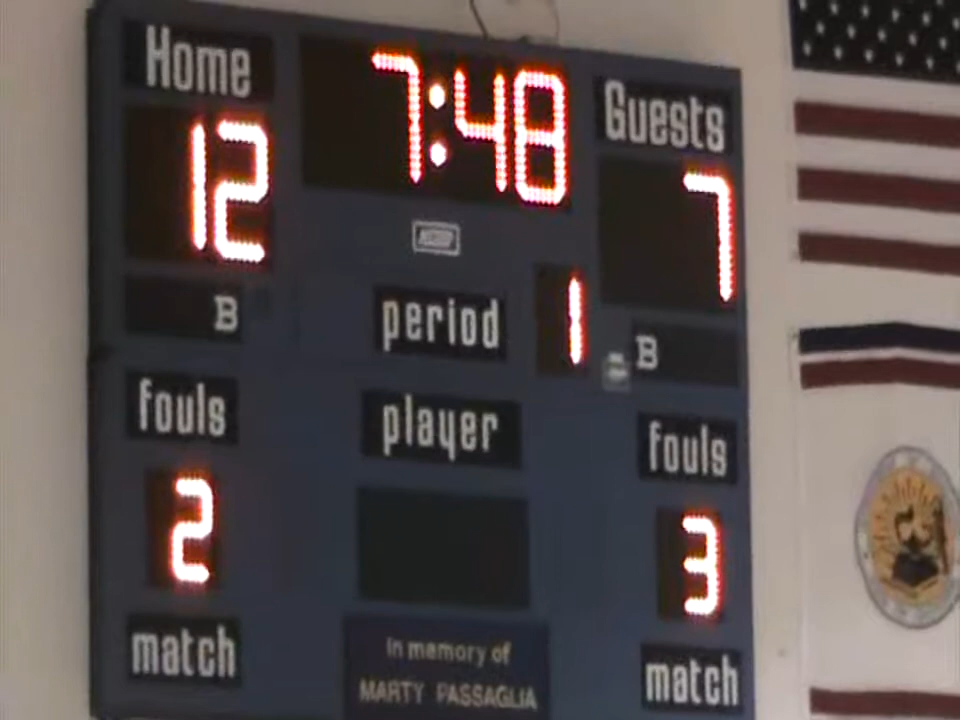 Home
7:48
Guests
12
7
B
period
1
B
fouls
player
fouls
2
3
match
match
In memory of
MARTY PASSAGLIA